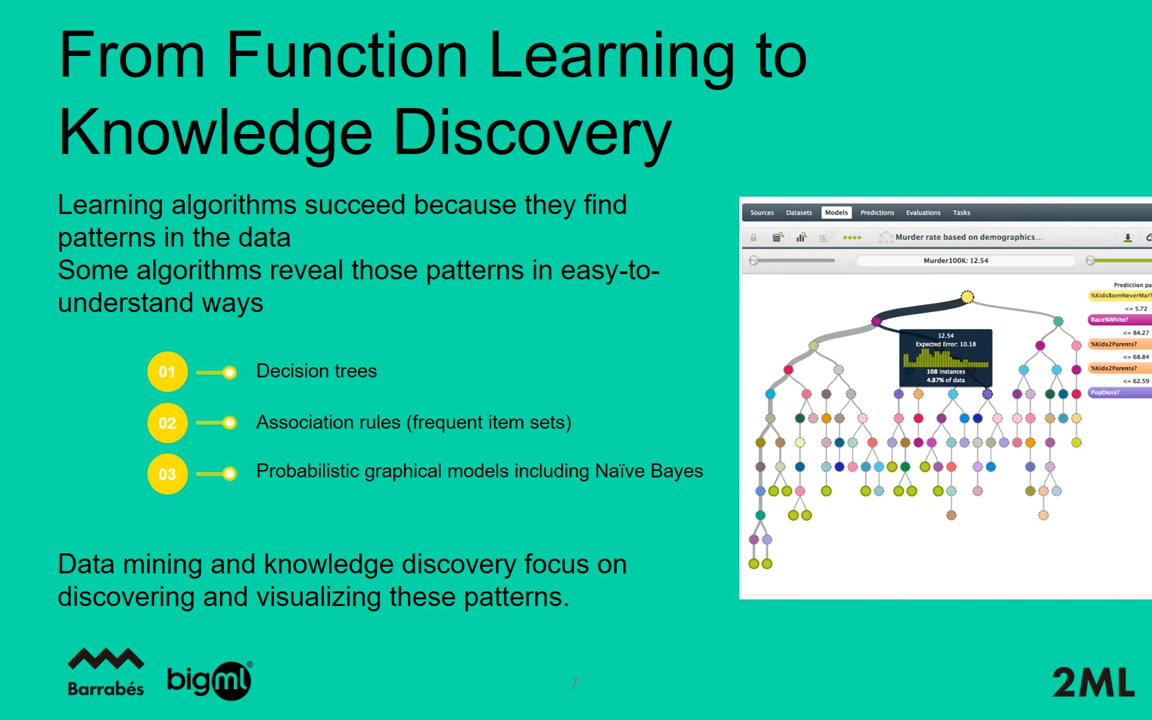 From Function Learning to
Knowledge Discovery
Learning algorithms succeed because they find
patterns in the data
Some algorithms reveal those patterns in easy-to-
understand ways
01 Decision trees
02 Association rules (frequent item sets)
03 Probabilistic graphical models including Naïve Bayes
Data mining and knowledge discovery focus on
discovering and visualizing these patterns.
Sources Datasets Models Predictions Evaluations Tasks
Murder rate based on demographics...
Murder100K: 12.54
Prediction pa
%KidsBornNeverMar?
<= 5.72
Race%White?
<= 84.27
%Kids2Parents?
<= 68.84
%Kids2Parents?
<= 62.59
PopDens?
12.54
Expected Error: 10.18
108 instances
4.87% of data
Barrabés
bigml®
7
2ML